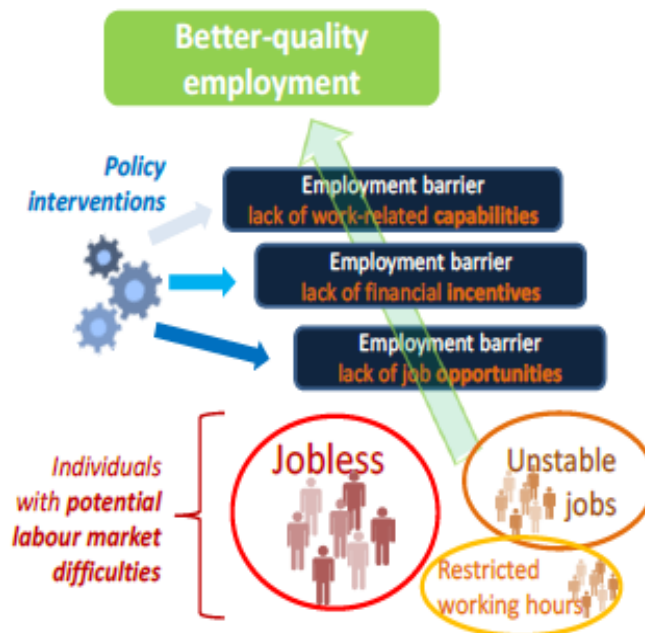 Better-quality
employment
Policy
interventions
Employment barrier
lack of work-related capabilities
Employment barrier
lack of financial incentives
Employment barrier
lack of job opportunities
Individuals
with potential
labour market
difficulties
Jobless
Unstable
jobs
Restricted
working hours